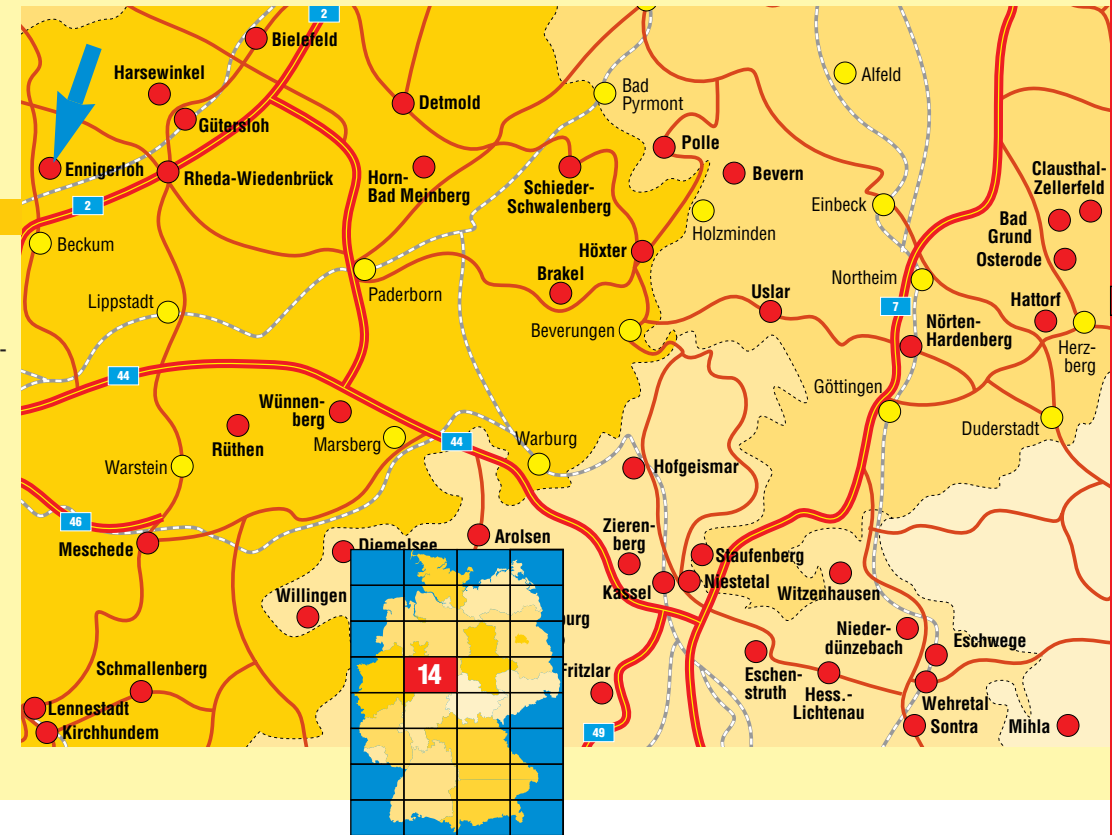 2
Bielefeld
Harsewinkel
Gütersloh
Detmold
Bad
Pyrmont
Alfeld
Polle
Bevern
Ennigerloh
Rheda-Wiedenbrück
Horn-
Bad Meinberg
Schieder-
Schwalenberg
Clausthal-
Zellerfeld
2
Einbeck
Bad
Grund
Beckum
Holzminden
Höxter
Osterode
Brakel
Northeim
Paderborn
Lippstadt
Uslar
7
Hattorf
Beverungen
Nörten-
Hardenberg
-
Herz-
berg
44
Göttingen
Wünnen-
berg
Duderstadt
Marsberg
44
Warburg
Rüthen
Warstein
Hofgeismar
46
Meschede
Diemelsee
Arolsen
Zieren-
berg
Staufenberg
Kassel
Niestetal
Witzenhausen
Willingen
burg
Nieder-
dünzebach
Eschwege
Schmallenberg
14
Fritzlar
Eschen-
struth
Hess.-
Lichtenau
Wehretal
Lennestadt
Kirchhundem
49
Sontra
Mihla